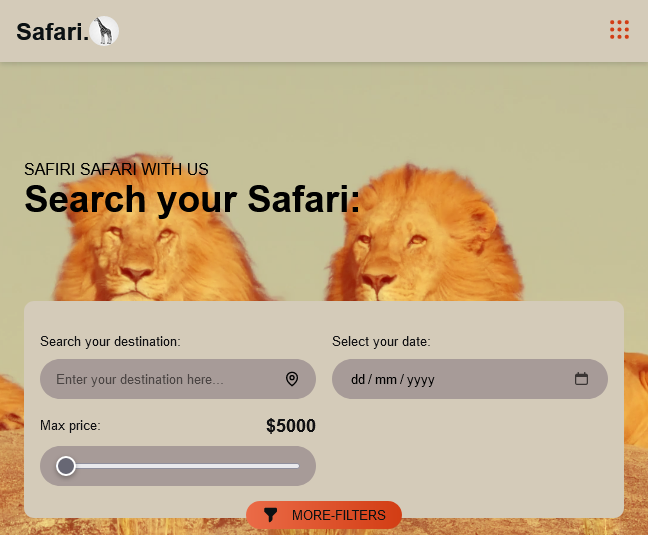 Safari.
SAFIRI SAFARI WITH US
Search your Safari:
Search your destination:
Select your date:
Enter your destination here...
dd / mm / yyyy
Max price:
$5000
MORE-FILTERS